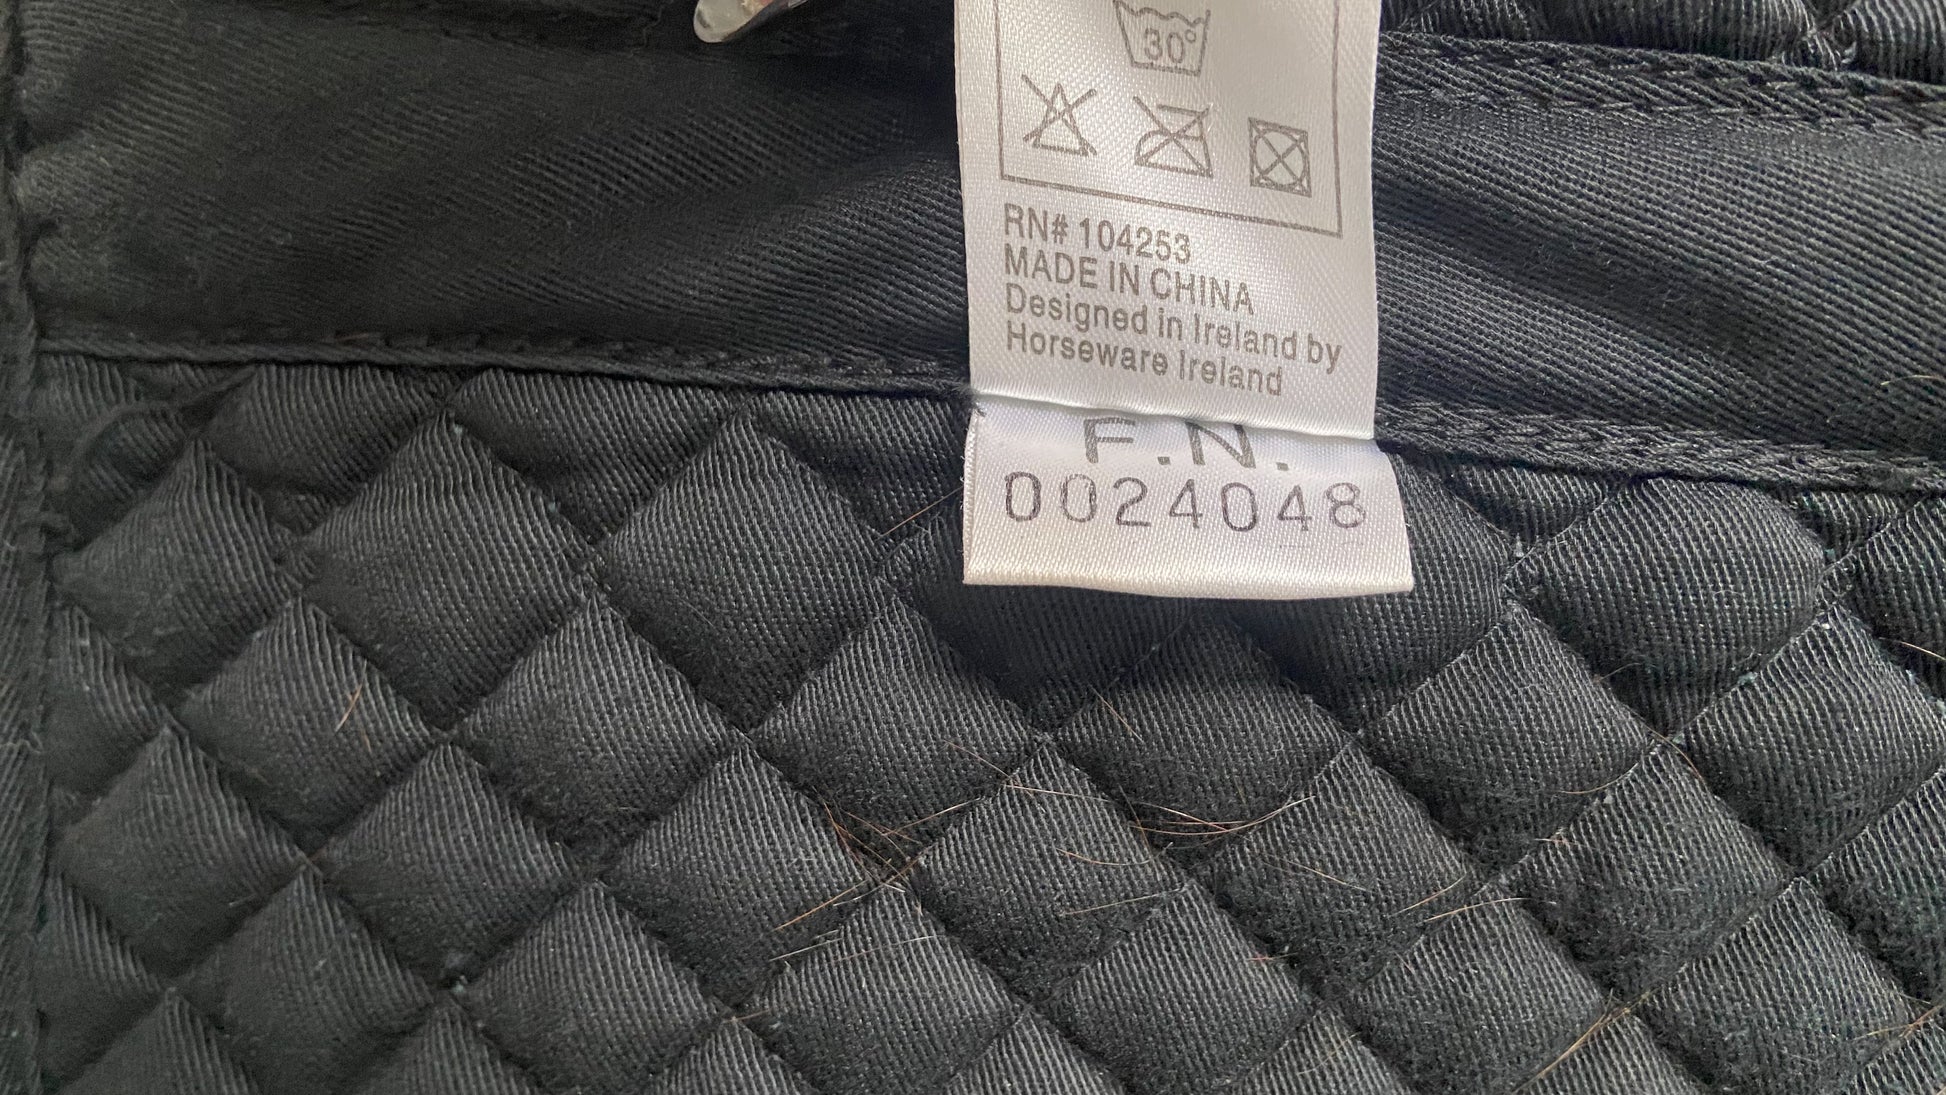 30°
RN# 104253
MADE IN CHINA
Designed in Ireland by
Horseware Ireland
F.N.
0024048